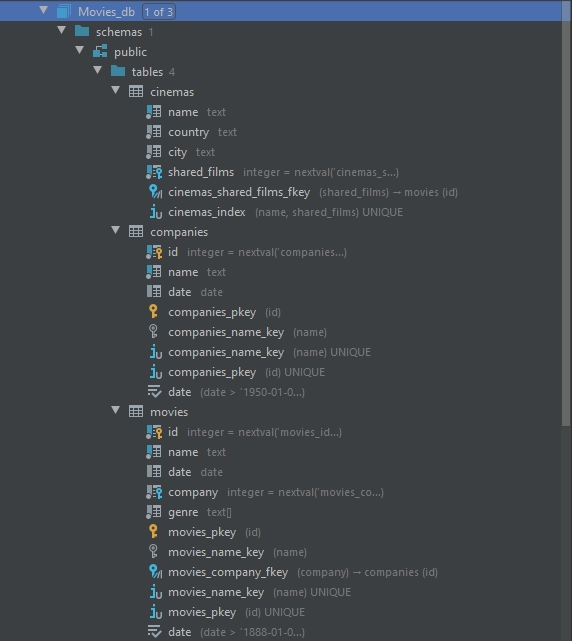 Movies_db 1 of 3
schemas 1
public
tables 4
cinemas
name text
country text
city text
shared_films integer = nextval('cinemas_s...)
cinemas_shared_films_fkey (shared_films) → movies (id)
cinemas_index (name, shared_films) UNIQUE
companies
id integer = nextval('companies...)
name text
date date
companies_pkey (id)
companies_name_key (name)
companies_name_key (name) UNIQUE
companies_pkey (id) UNIQUE
date (date > `1950-01-0...)
movies
id integer = nextval('movies_id...)
name text
date date
company integer = nextval('movies_co...)
genre text[]
movies_pkey (id)
movies_name_key (name)
movies_company_fkey (company) → companies (id)
movies_name_key (name) UNIQUE
movies_pkey (id) UNIQUE
date (date > `1888-01-0...)